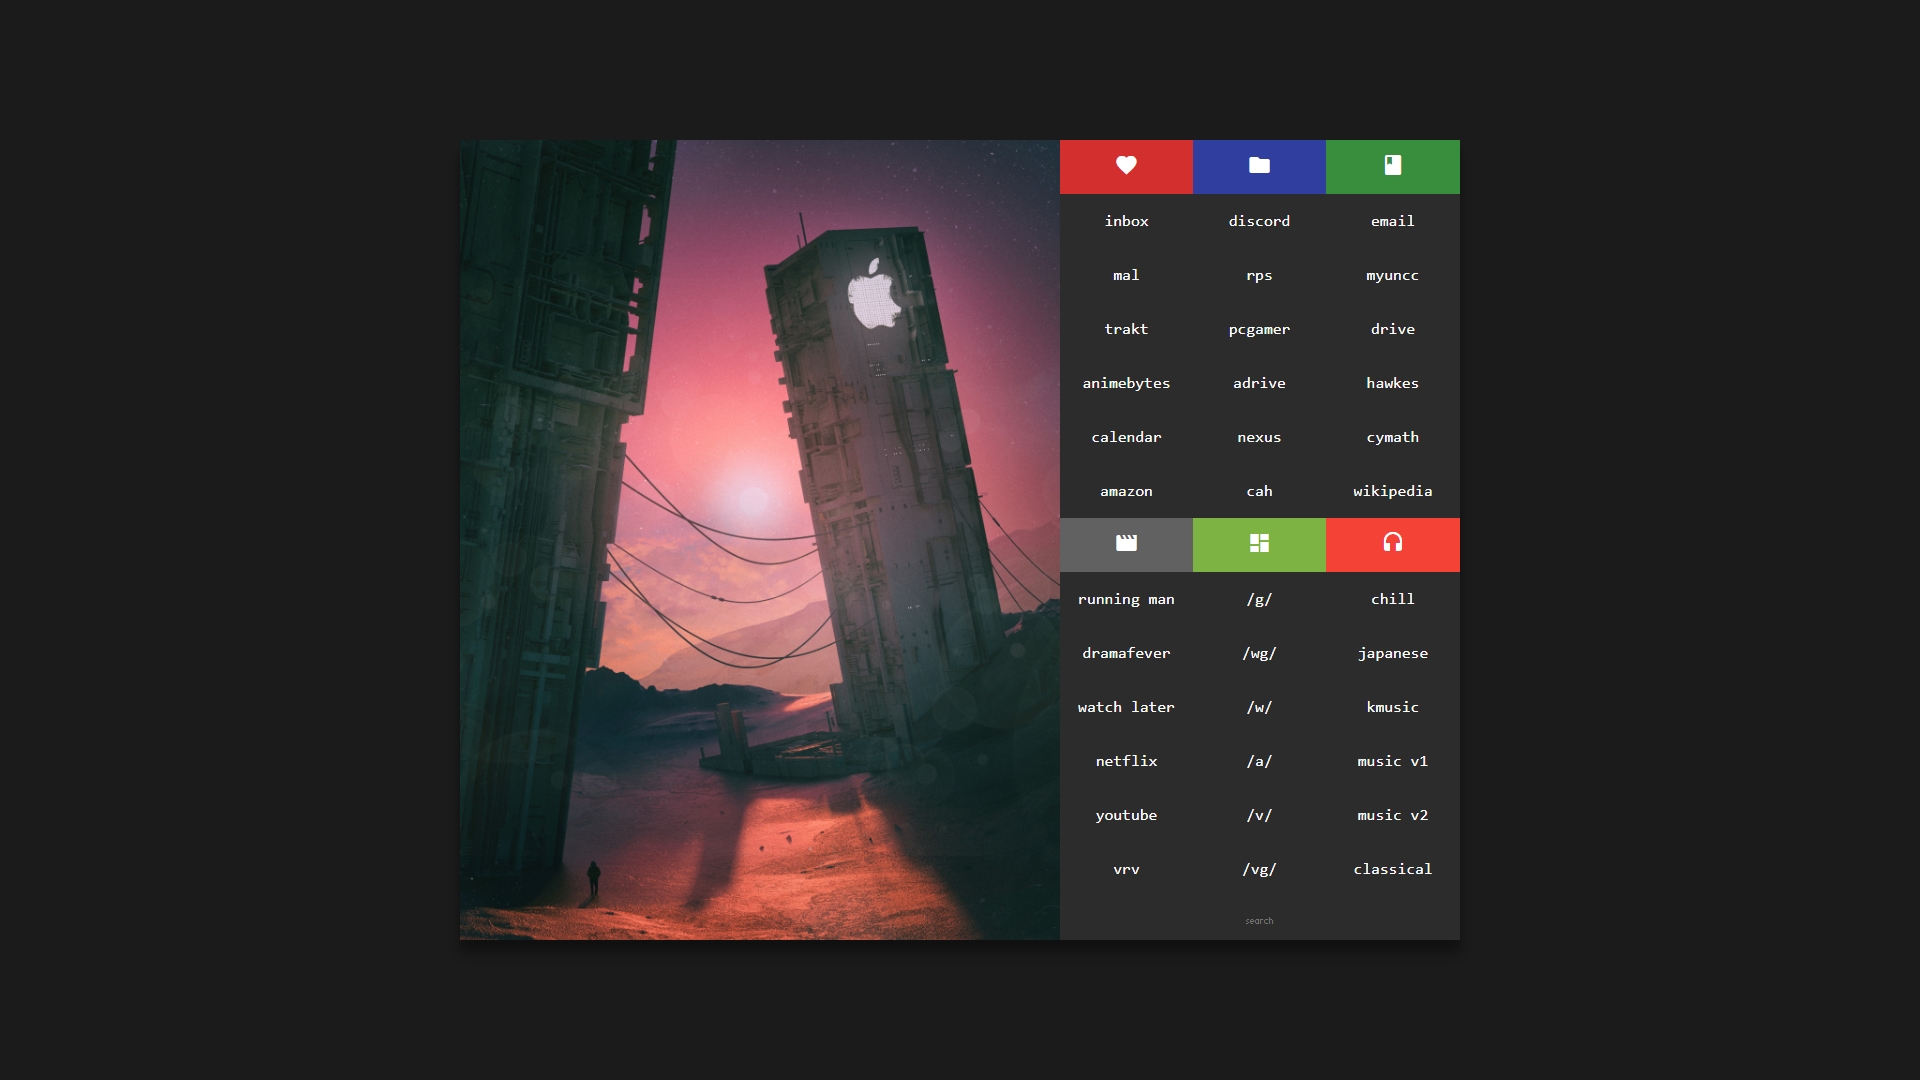 inbox discord email
mal rps myuncc
trakt pcgamer drive
animebytes adrive hawkes
calendar nexus cymath
amazon cah wikipedia
running man /g/ chill
dramafever /wg/ japanese
watch later /w/ kmusic
netflix /a/ music v1
youtube /v/ music v2
vrv /vg/ classical
search